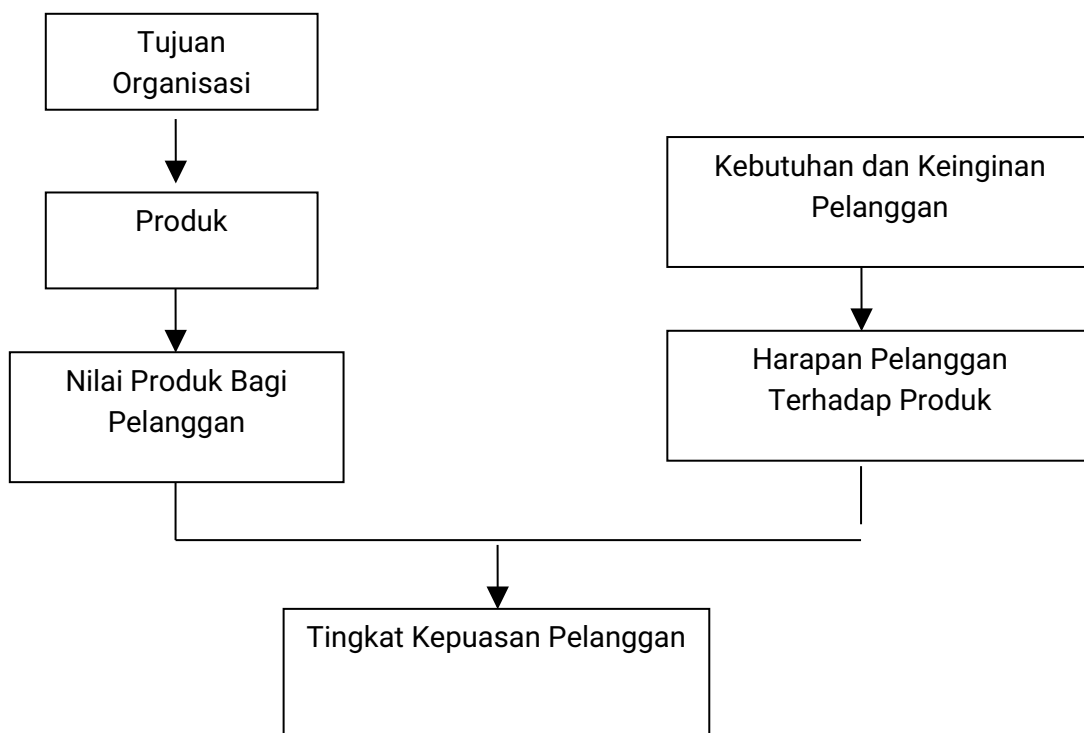 Tujuan
Organisasi
Produk
Nilai Produk Bagi
Pelanggan
Kebutuhan dan Keinginan
Pelanggan
Harapan Pelanggan
Terhadap Produk
Tingkat Kepuasan Pelanggan